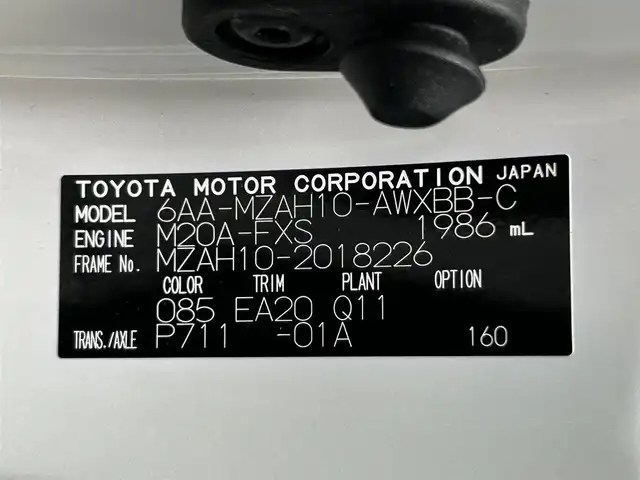 TOYOTA MOTOR CORPORATION JAPAN
MODEL 6AA-MZAH10-AWXBB-C
ENGINE M20A-FXS 1986 mL
FRAME No. MZAH10-2018226
COLOR TRIM PLANT OPTION
085 EA20 Q11
TRANS./AXLE P711 -01A 160